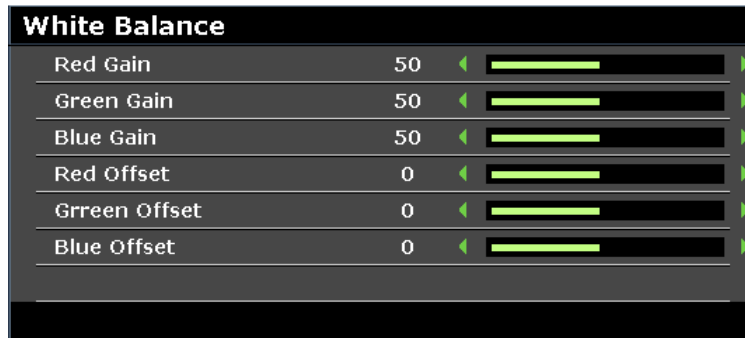 White Balance
Red Gain 50
Green Gain 50
Blue Gain 50
Red Offset 0
Grreen Offset 0
Blue Offset 0